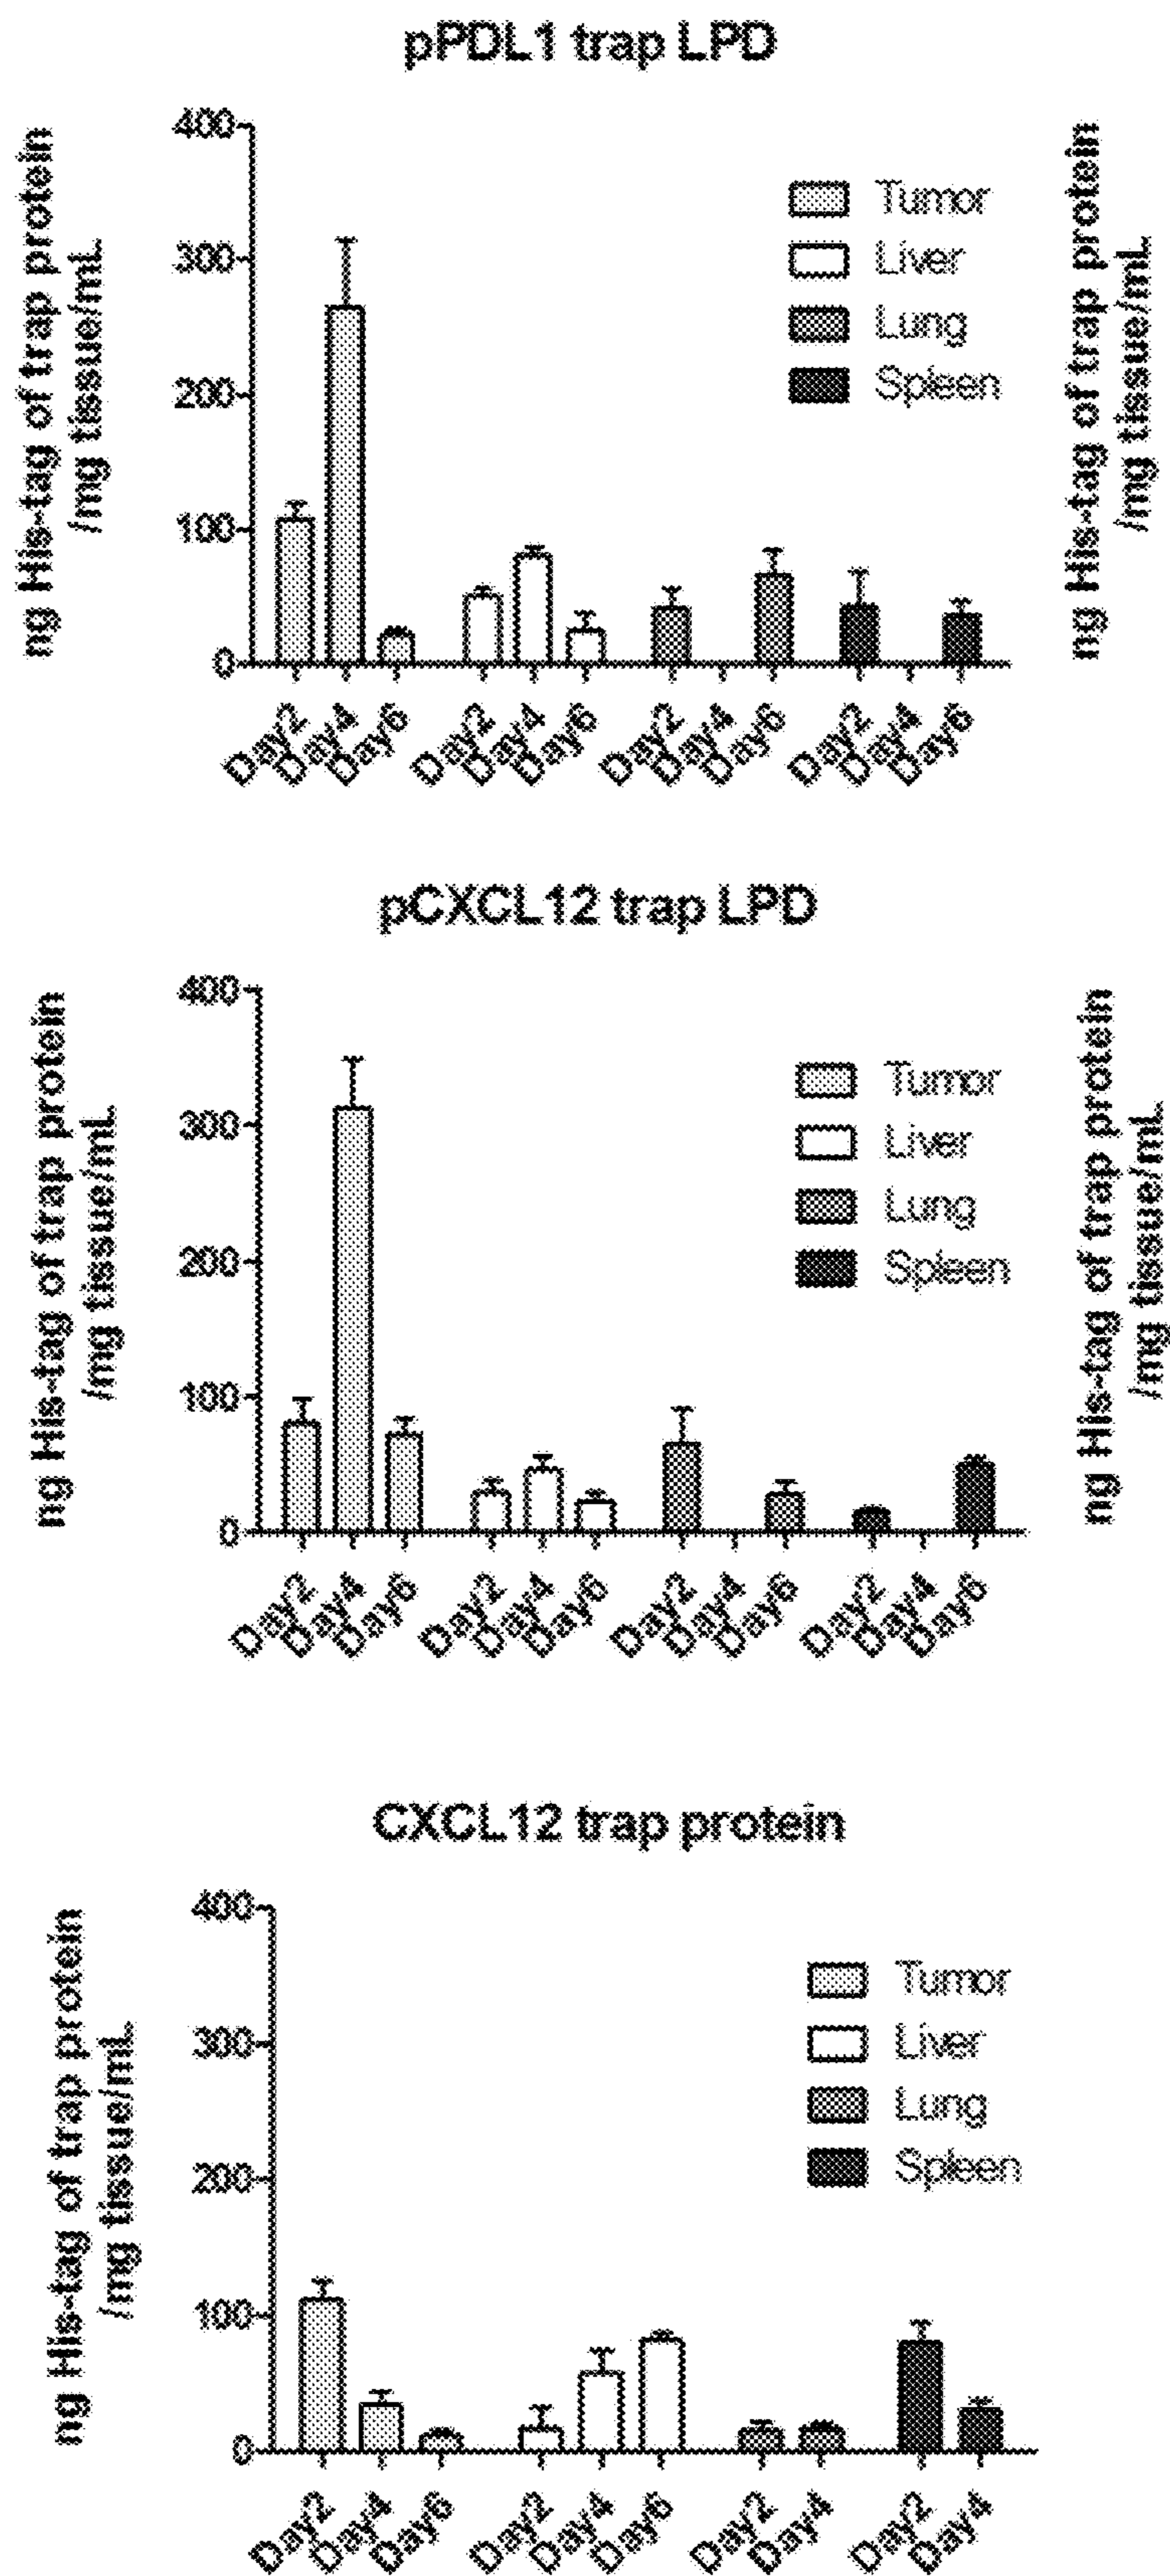 pPDL1 trap LPD
ng His-tag of trap protein
/mg tissue/mL
400
300
200
100
0
Tumor
Liver
Lung
Spleen
ng His-tag of trap protein
/mg tissue/mL
Day2 Day4 Day6 Day2 Day4 Day6 Day2 Day4 Day6 Day2 Day4 Day6
pCXCL12 trap LPD
ng His-tag of trap protein
/mg tissue/mL
400
300
200
100
0
Tumor
Liver
Lung
Spleen
ng His-tag of trap protein
/mg tissue/mL
Day2 Day4 Day6 Day2 Day4 Day6 Day2 Day4 Day6 Day2 Day4 Day6
CXCL12 trap protein
ng His-tag of trap protein
/mg tissue/mL
400
300
200
100
0
Tumor
Liver
Lung
Spleen
Day2 Day4 Day6 Day2 Day4 Day6 Day2 Day4 Day2 Day4